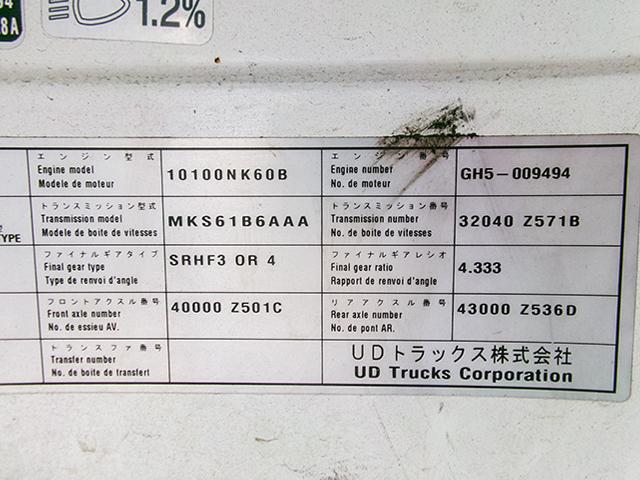 1.2%
8A
エンジン型式
Engine model
Modele de moteur
10100NK60B
エンジン番号
Engine number
No. de moteur
GH5-009494
トランスミッション型式
Transmission model
Modele de boite de vitesses
MKS61B6AAA
トランスミッション番号
Transmission number
No. de boite de vitesses
32040 Z571B
TYPE
ファイナルギアタイプ
Final gear type
Type de renvoi d'angle
SRHF3 OR 4
ファイナルギアレシオ
Final gear ratio
Rapport de renvoi d'angle
4.333
フロントアクスル番号
Front axle number
No. de essieu AV.
40000 Z501C
リアアクスル番号
Rear axle number
No. de pont AR.
43000 Z536D
トランスファ番号
Transfer number
No. de boite de transfert
UDトラックス株式会社
UD Trucks Corporation